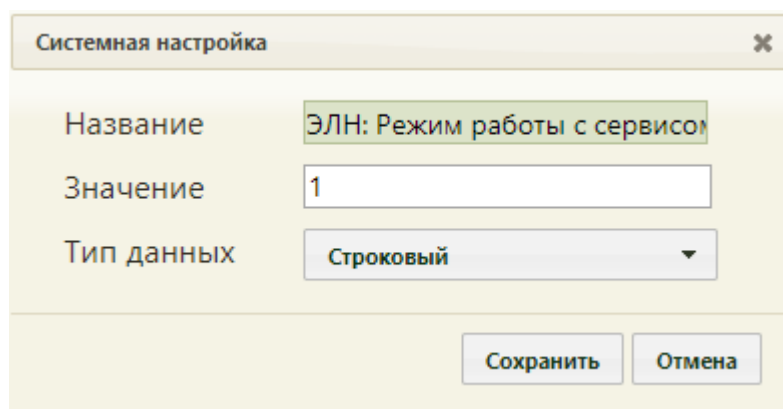 Системная настройка
Название ЭЛН: Режим работы с сервисом
Значение 1
Тип данных Строковый
Сохранить Отмена